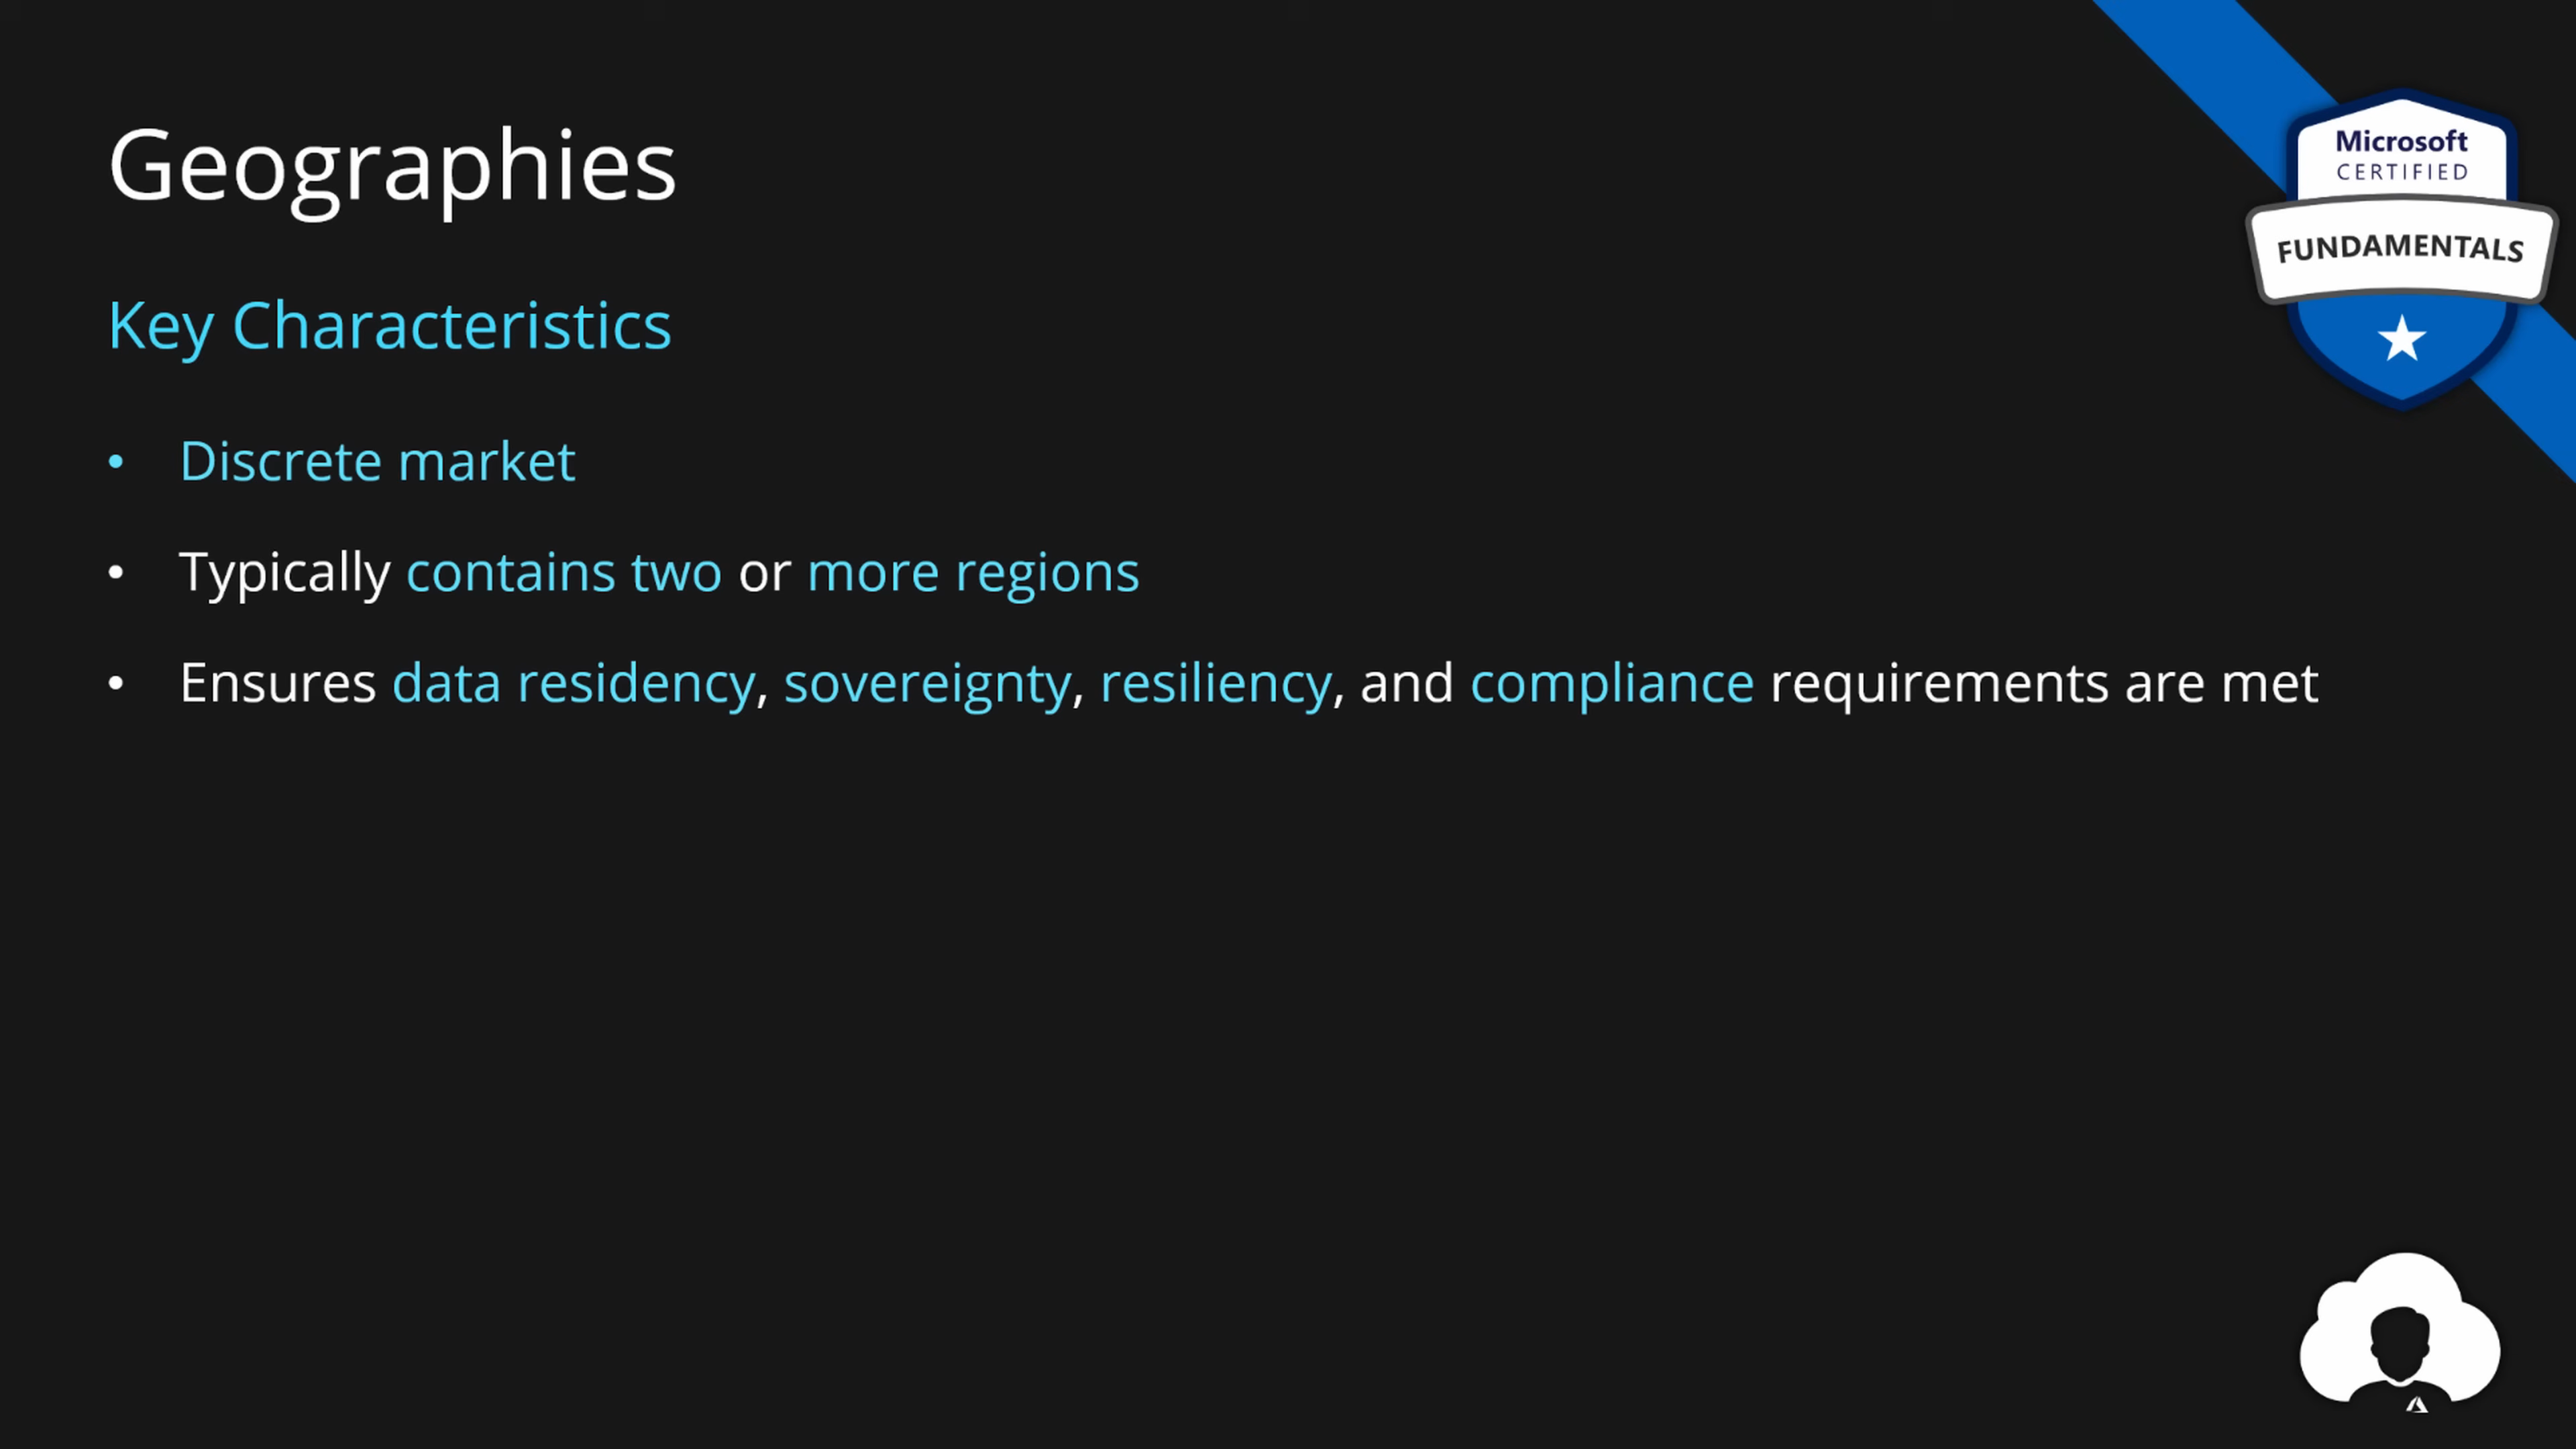 Geographies
Microsoft
CERTIFIED
FUNDAMENTALS
Key Characteristics
• Discrete market
• Typically contains two or more regions
• Ensures data residency, sovereignty, resiliency, and compliance requirements are met